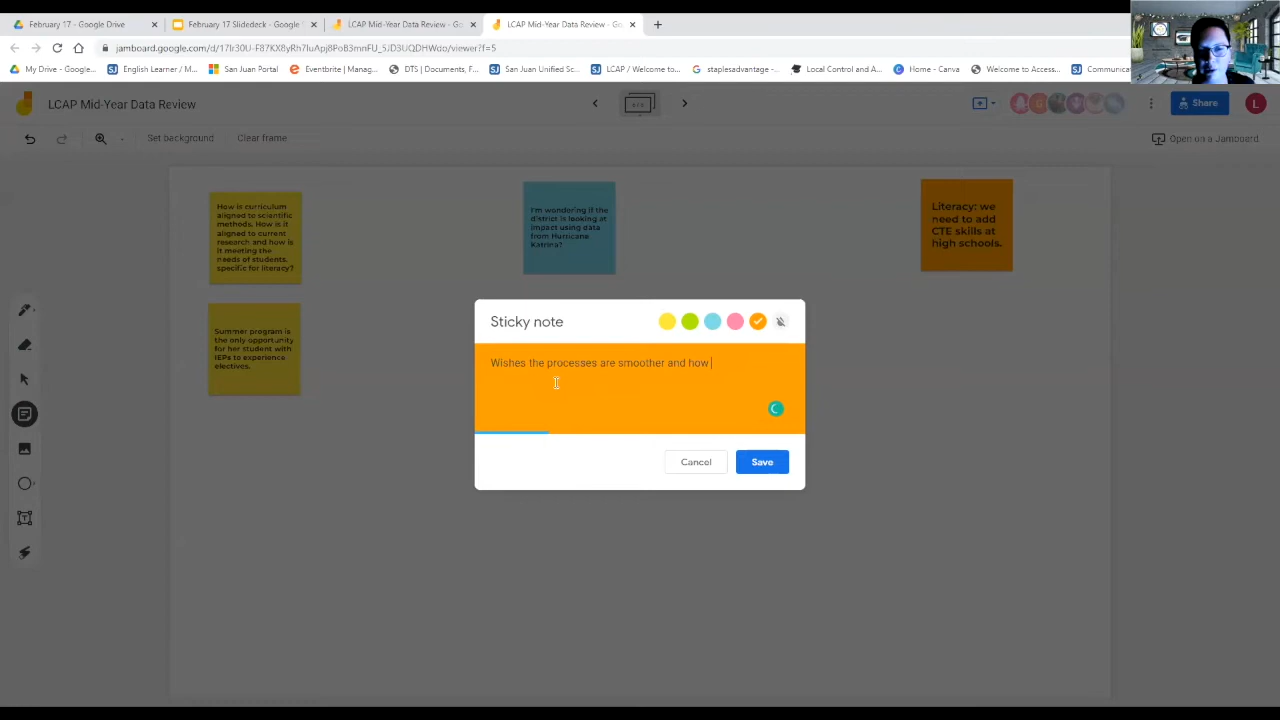 February 17 - Google Drive
February 17 Slidedeck - Google
LCAP Mid-Year Data Review - Go
LCAP Mid-Year Data Review - Goo
My Drive - Google...
English Learner / M...
San Juan Portal
Eventbrite | Manag...
DTS | Documents, F...
San Juan Unified Sc...
LCAP / Welcome to...
staplesadvantage -...
Local Control and A...
Home - Canva
Welcome to Access...
Communicat
LCAP Mid-Year Data Review
Share
L
Set background
Clear frame
Open on a Jamboard
How is curriculum
aligned to scientific
methods. How is it
aligned to current
research and how is
it meeting the
needs of students.
specific for literacy?
I'm wondering if the
district is looking at
impact using data
from Hurricane
Katrina?
Literacy: we
need to add
CTE skills at
high schools.
Summer program is
the only opportunity
for her student with
IEPs to experience
electives.
Sticky note
Wishes the processes are smoother and how
Cancel
Save